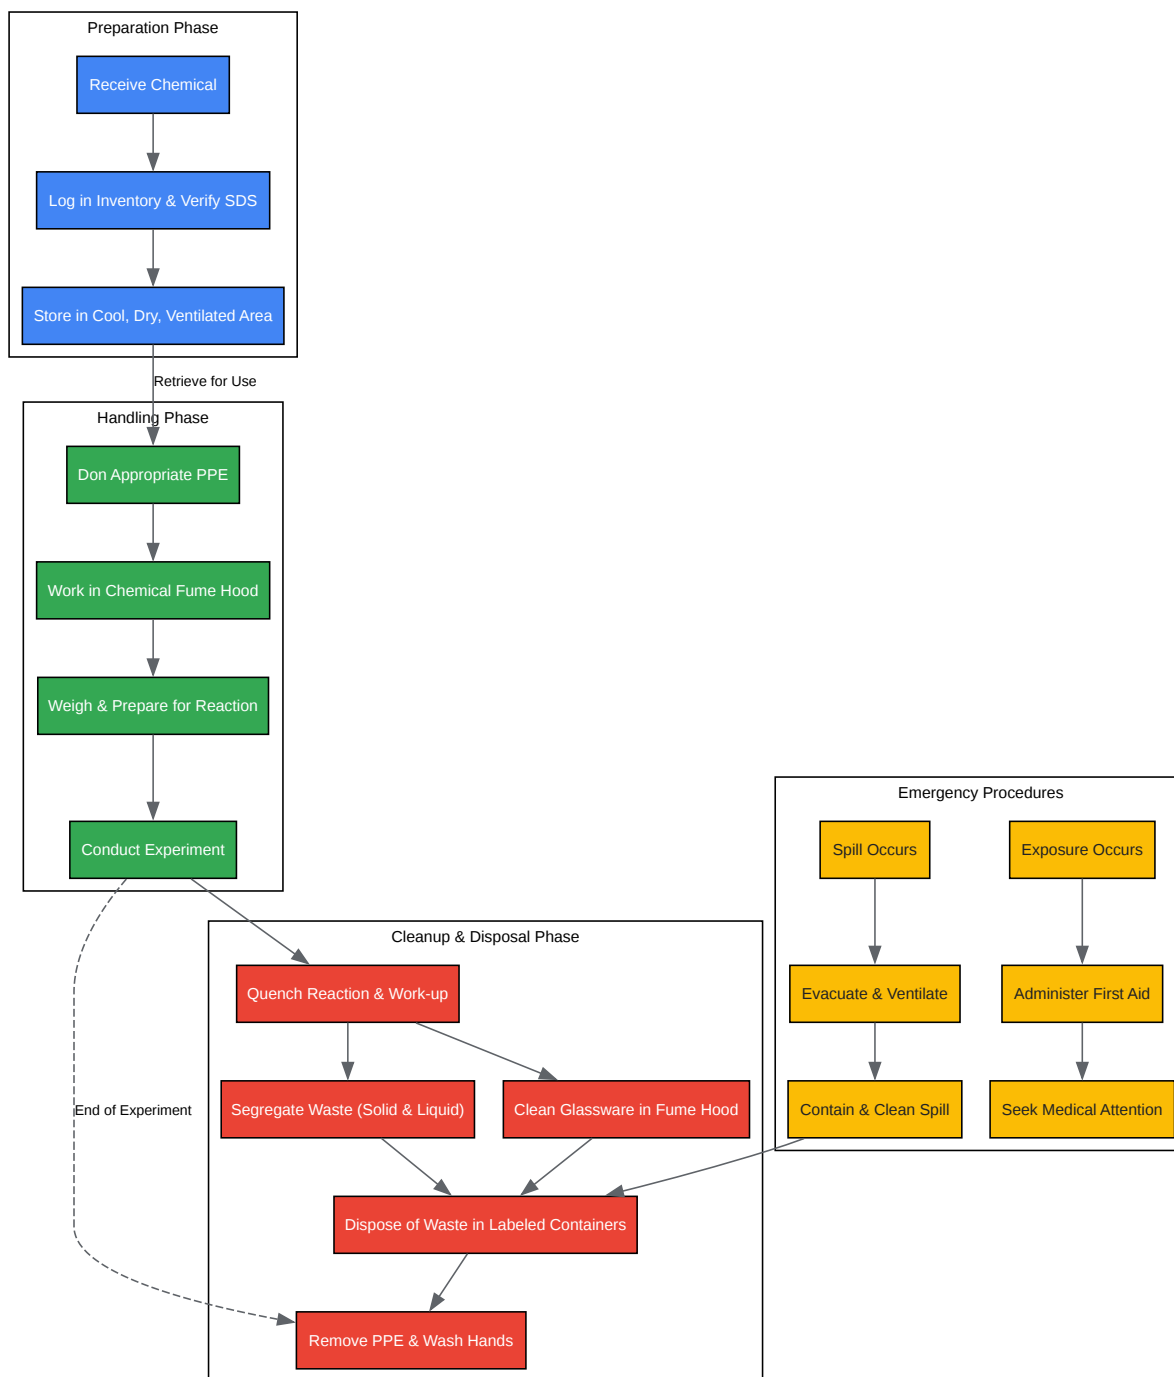 Preparation Phase
Receive Chemical
Log in Inventory & Verify SDS
Store in Cool, Dry, Ventilated Area
Retrieve for Use
Handling Phase
Don Appropriate PPE
Work in Chemical Fume Hood
Weigh & Prepare for Reaction
Conduct Experiment
Emergency Procedures
Spill Occurs
Exposure Occurs
Evacuate & Ventilate
Administer First Aid
Contain & Clean Spill
Seek Medical Attention
Cleanup & Disposal Phase
Quench Reaction & Work-up
Segregate Waste (Solid & Liquid)
Clean Glassware in Fume Hood
End of Experiment
Dispose of Waste in Labeled Containers
Remove PPE & Wash Hands